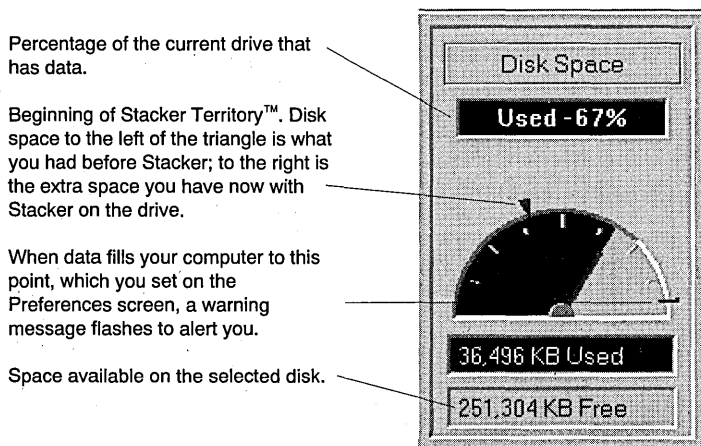 Percentage of the current drive that
has data.
Beginning of Stacker Territory™. Disk
space to the left of the triangle is what
you had before Stacker; to the right is
the extra space you have now with
Stacker on the drive.
When data fills your computer to this
point, which you set on the
Preferences screen, a warning
message flashes to alert you.
Space available on the selected disk.
Disk Space
Used - 67%
36,496 KB Used
251,304 KB Free